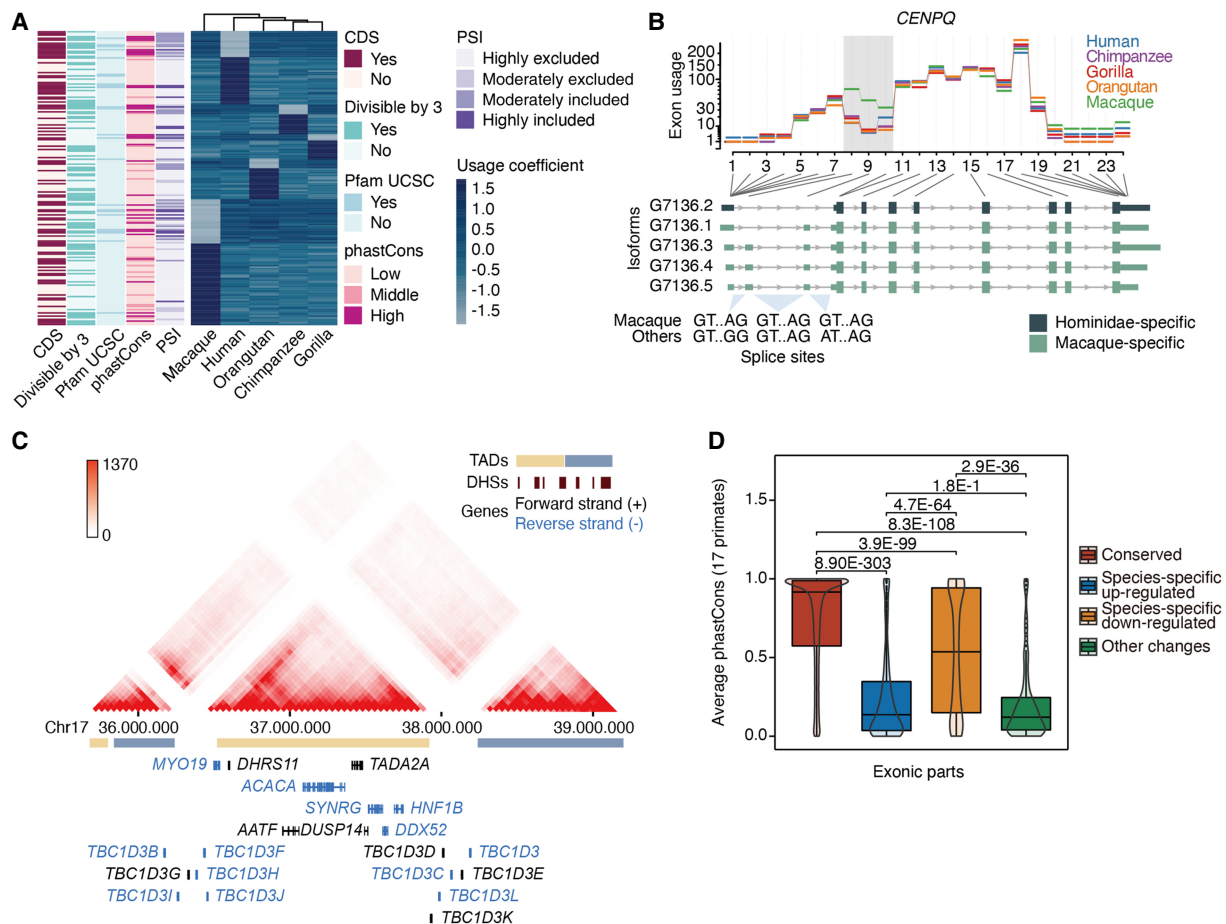 A
CDS
Yes
No
Divisible by 3
Yes
No
Pfam UCSC
Yes
No
phastCons
Low
Middle
High
PSI
Highly excluded
Moderately excluded
Moderately included
Highly included
Usage coefficient
1.5
1.0
0.5
0.0
-0.5
-1.0
-1.5
CDS
Divisible by 3
Pfam UCSC
phastCons
PSI
Macaque
Human
Orangutan
Chimpanzee
Gorilla
B
CENPQ
Exon usage
200
150
100
30
10
1
Human
Chimpanzee
Gorilla
Orangutan
Macaque
1 3 5 7 9 11 13 15 17 19 21 23
Isoforms
G7136.2
G7136.1
G7136.3
G7136.4
G7136.5
Macaque GT..AG GT..AG GT..AG
Others GT..GG GT..AG AT..AG
Splice sites
Hominidae-specific
Macaque-specific
C
1370
0
TADs
DHSs
Genes Forward strand (+)
Reverse strand (-)
Chr17 36.0000.000 37.0000.000 38.0000.000 39.0000.000
MYO19 DHRS11 TADA2A
ACACA
SYNRG HNF1B
AATF DUSP14 DDX52
TBC1D3B TBC1D3F TBC1D3D TBC1D3
TBC1D3G TBC1D3H TBC1D3C TBC1D3E
TBC1D3I TBC1D3J TBC1D3L
TBC1D3K
D
Average phastCons (17 primates)
1.5
1.0
0.5
0.0
2.9E-36
1.8E-1
4.7E-64
8.3E-108
3.9E-99
8.90E-303
Exonic parts
Conserved
Species-specific
up-regulated
Species-specific
down-regulated
Other changes